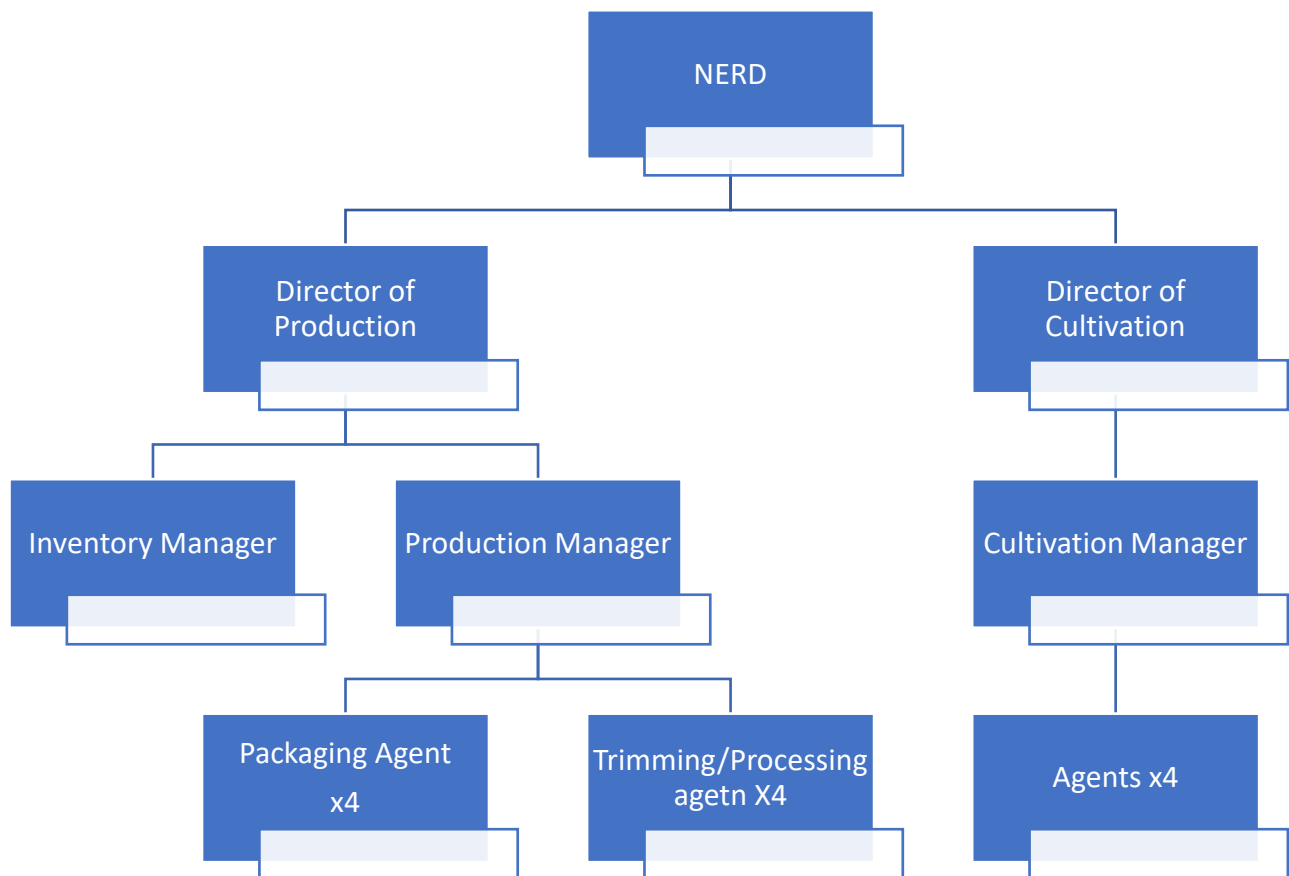 NERD
Director of
Production
Director of
Cultivation
Inventory Manager
Production Manager
Cultivation Manager
Packaging Agent
x4
Trimming/Processing
agetn X4
Agents x4